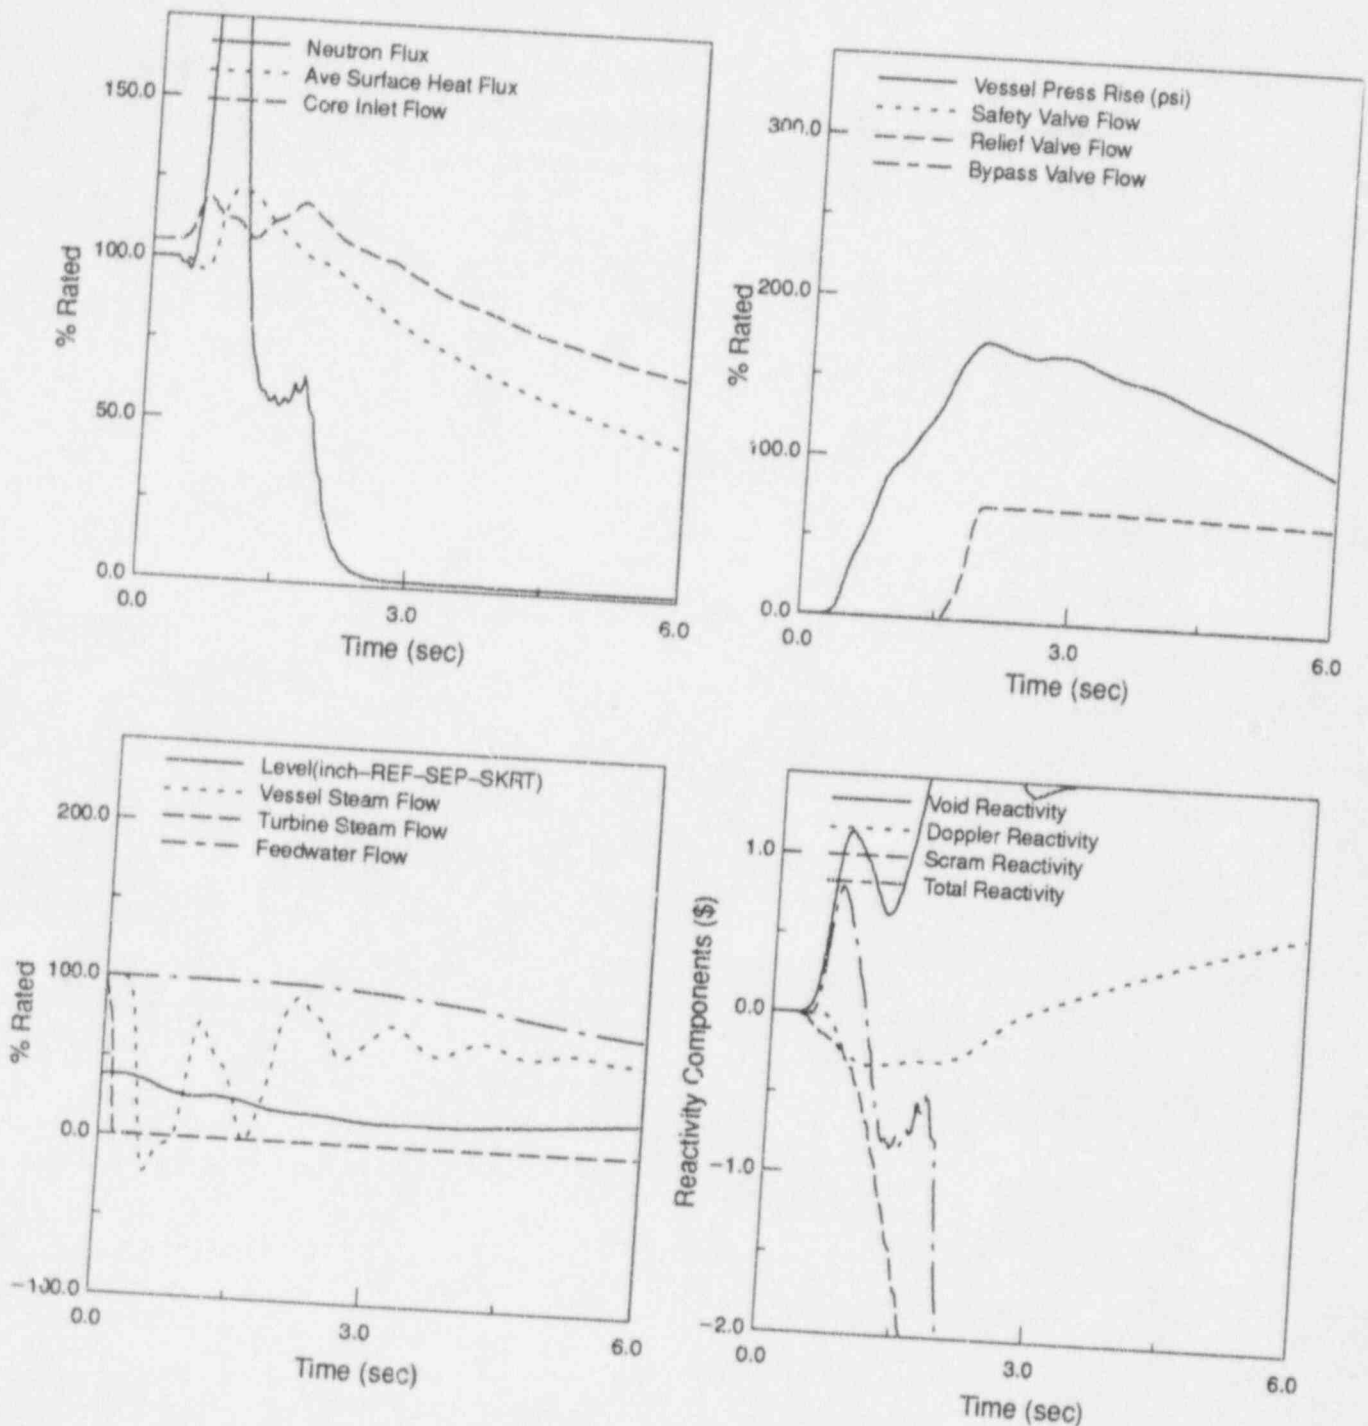 Neutron Flux
Ave Surface Heat Flux
Core Inlet Flow
150.0
100.0
50.0
0.0
% Rated
0.0
3.0
6.0
Time (sec)
Vessel Press Rise (psi)
Safety Valve Flow
Relief Valve Flow
Bypass Valve Flow
300.0
200.0
100.0
0.0
% Rated
0.0
3.0
6.0
Time (sec)
Level(inch-REF-SEP-SKRT)
Vessel Steam Flow
Turbine Steam Flow
Feedwater Flow
200.0
100.0
0.0
-100.0
% Rated
0.0
3.0
6.0
Time (sec)
Void Reactivity
Doppler Reactivity
Scram Reactivity
Total Reactivity
1.0
0.0
-1.0
-2.0
Reactivity Components ($)
0.0
3.0
6.0
Time (sec)